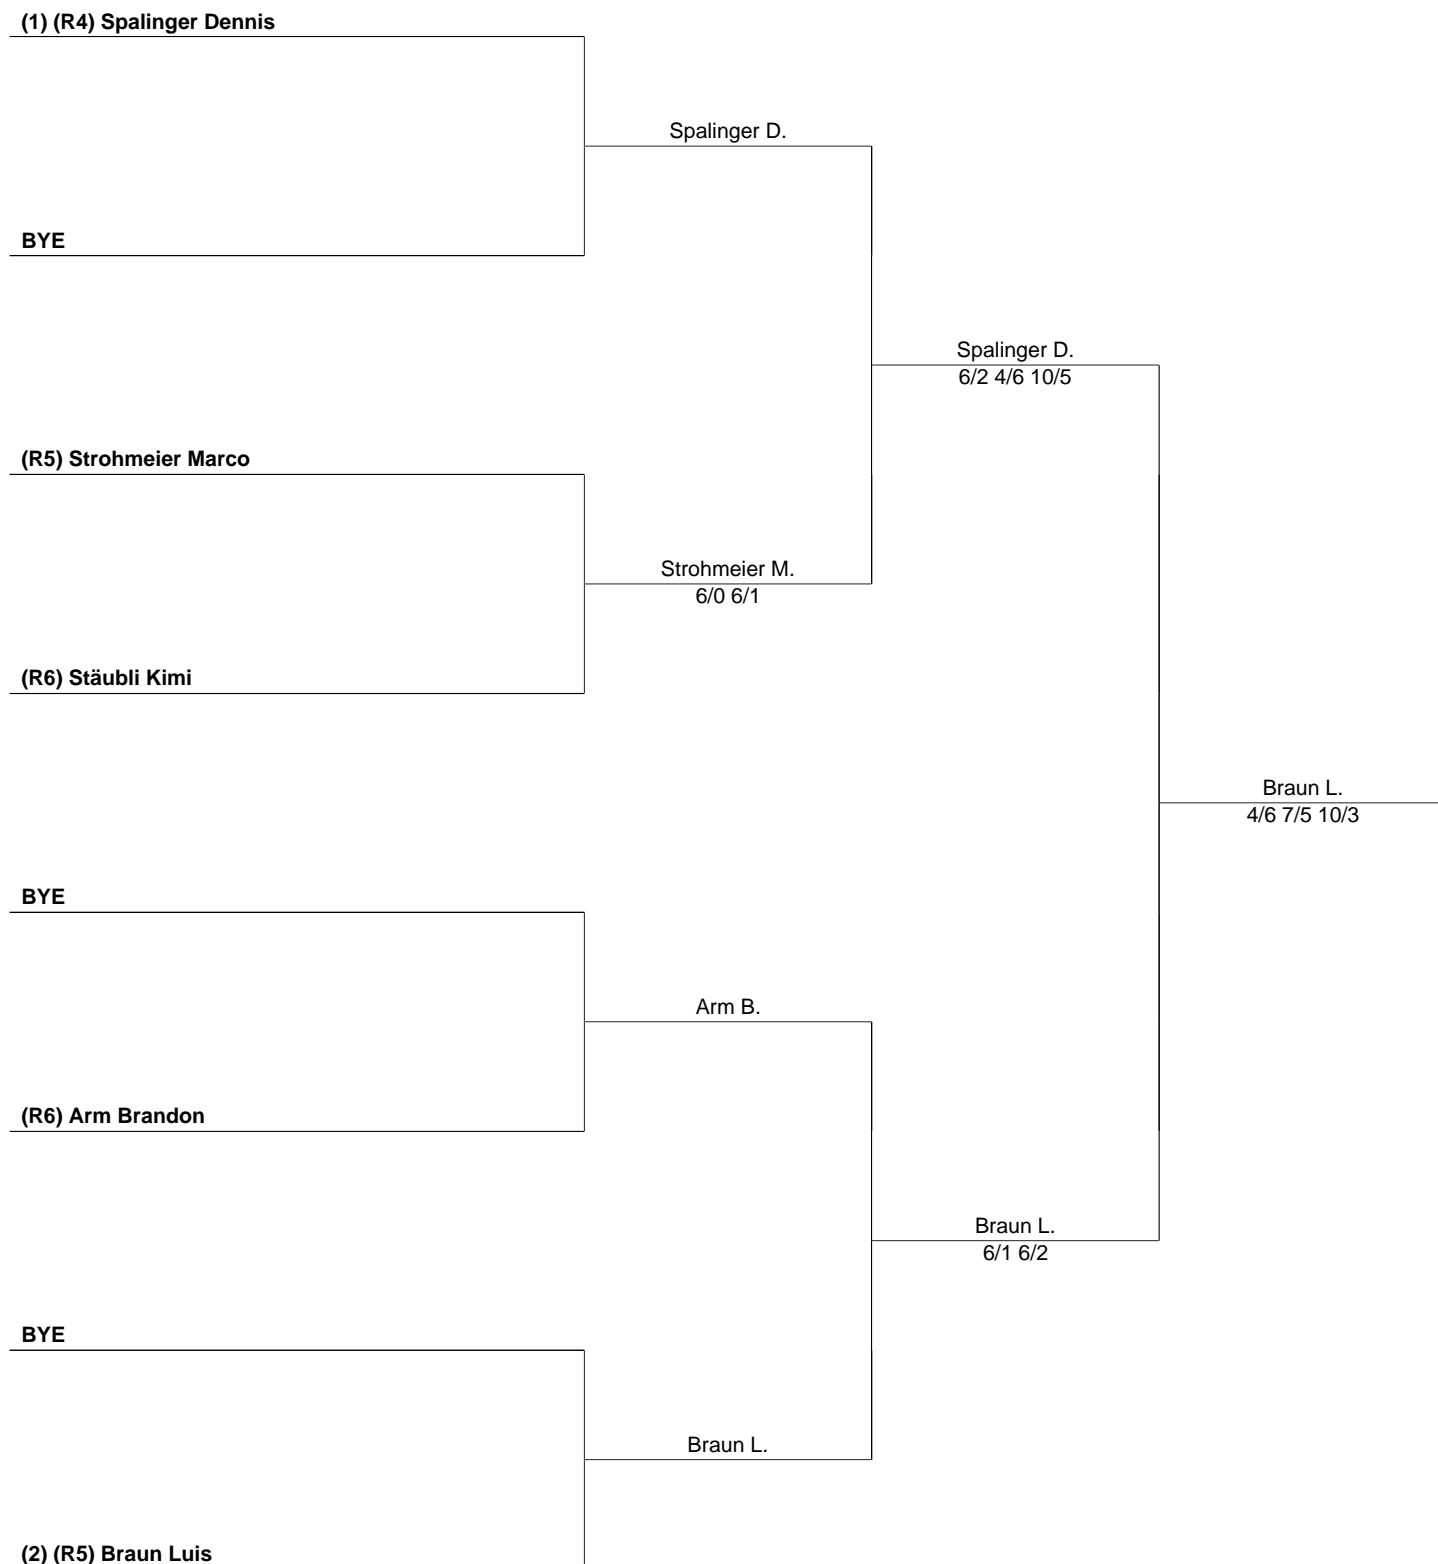 (1) (R4) Spalinger Dennis
Spalinger D.
BYE
Spalinger D.
6/2 4/6 10/5
(R5) Strohmeier Marco
Strohmeier M.
6/0 6/1
(R6) Stäubli Kimi
Braun L.
4/6 7/5 10/3
BYE
Arm B.
(R6) Arm Brandon
Braun L.
6/1 6/2
BYE
Braun L.
(2) (R5) Braun Luis